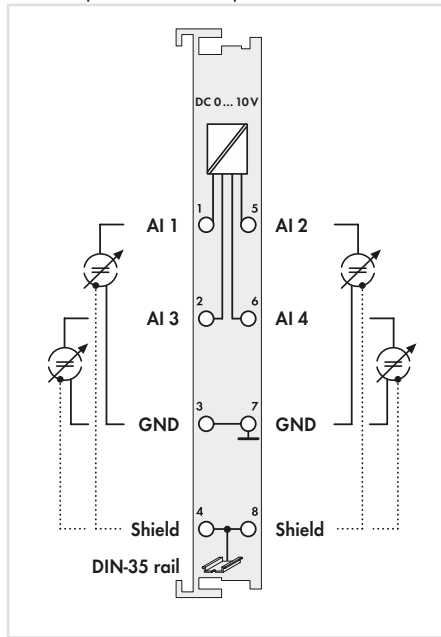 DC 0... 10 V
1 5
AI 1 AI 2
2 6
AI 3 AI 4
3 7
GND GND
4 8
Shield Shield
DIN-35 rail